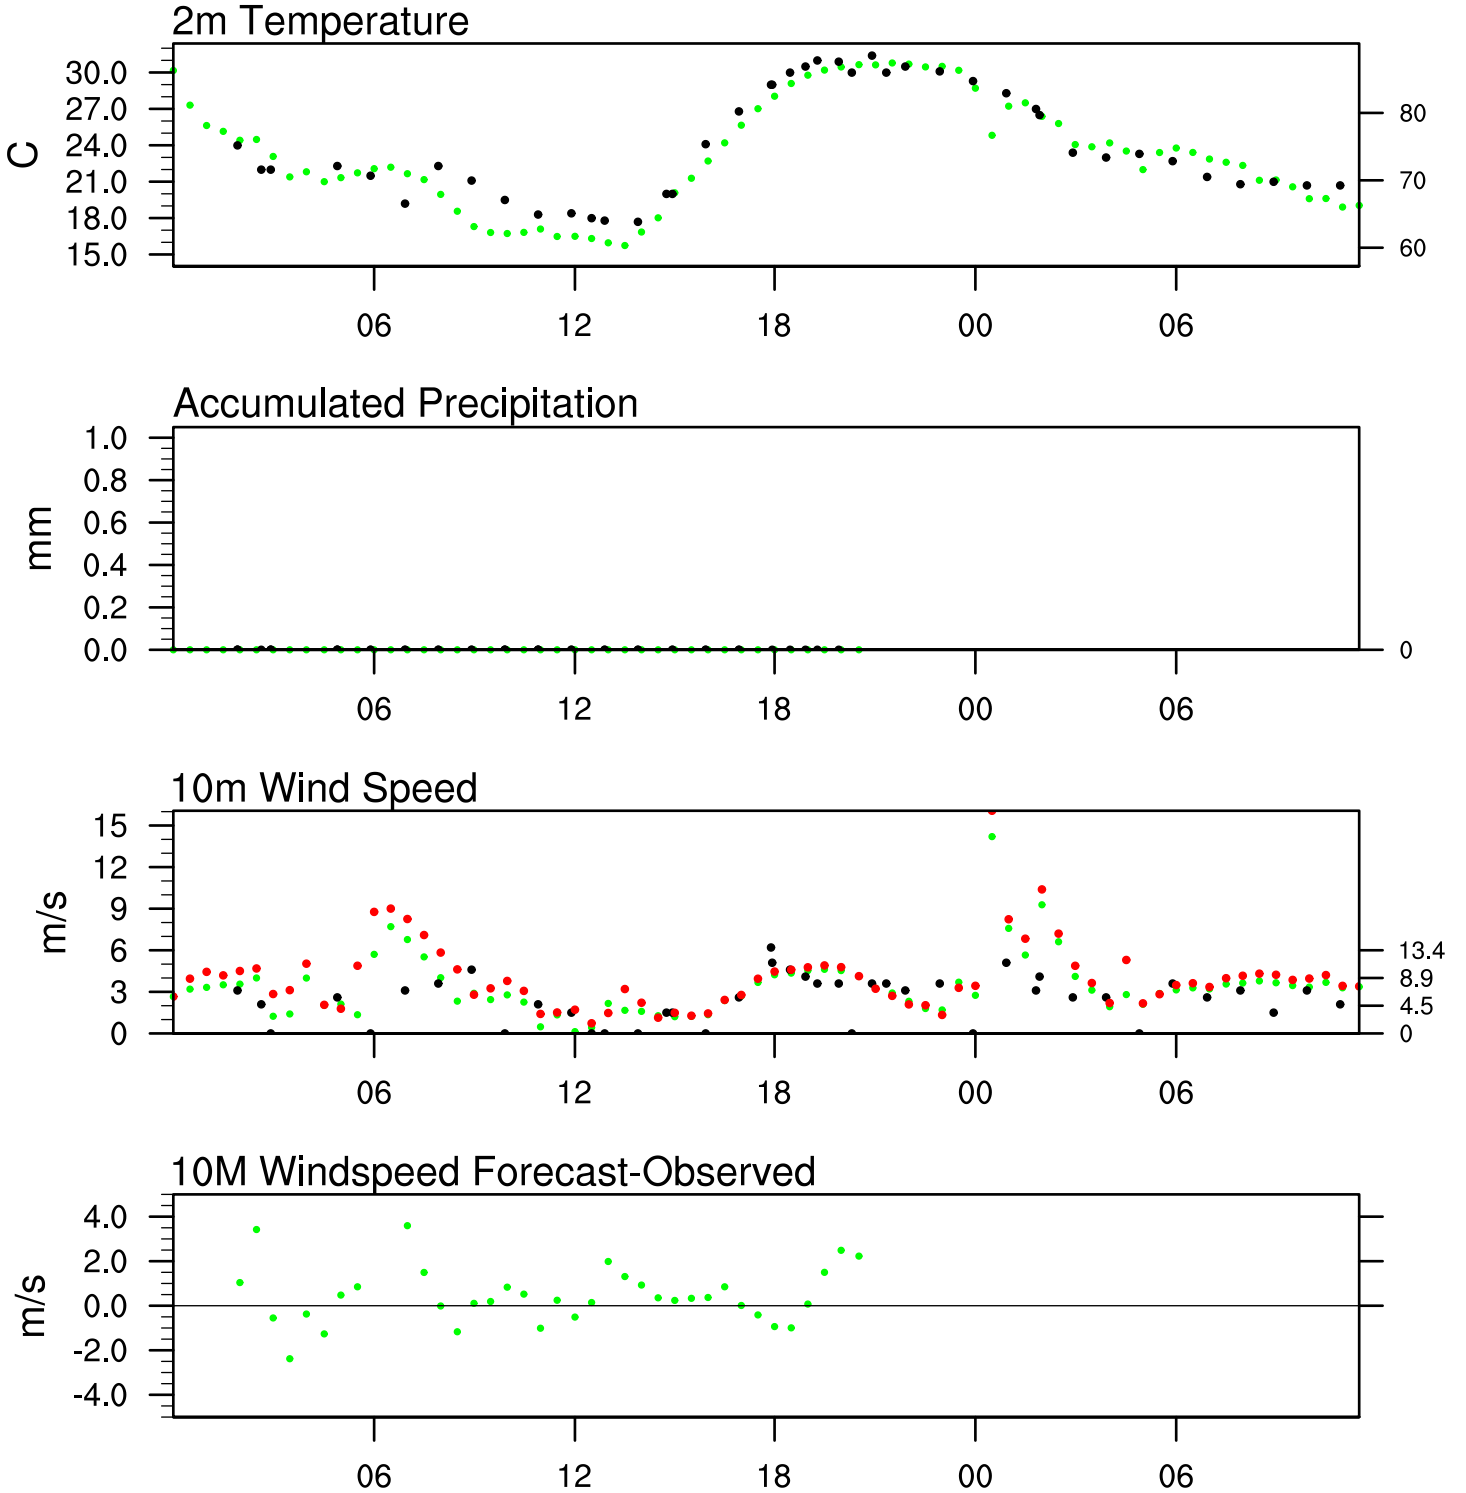 2m Temperature
C
30.0
27.0
24.0
21.0
18.0
15.0
80
70
60
06 12 18 00 06
Accumulated Precipitation
mm
1.0
0.8
0.6
0.4
0.2
0.0
0
06 12 18 00 06
10m Wind Speed
m/s
15
12
9
6
3
0
13.4
8.9
4.5
0
06 12 18 00 06
10M Windspeed Forecast-Observed
m/s
4.0
2.0
0.0
-2.0
-4.0
06 12 18 00 06